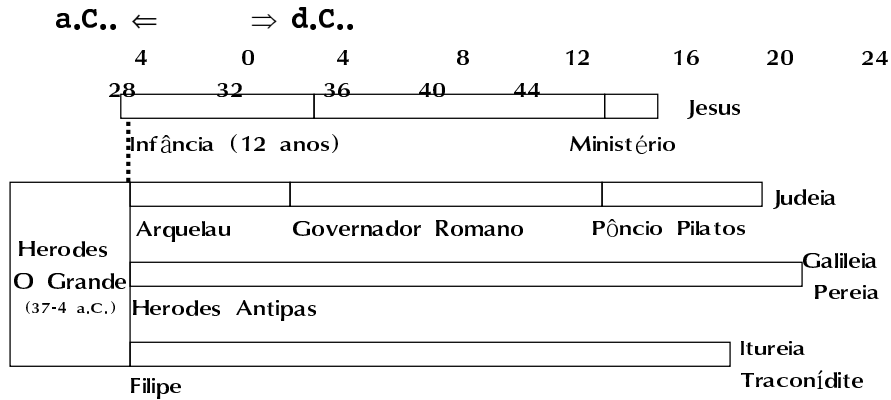 a.C.. ⇐ ⇒ d.C..
4 0 4 8 12 16 20 24
28 32 36 40 44
Jesus
Infância (12 anos) Ministério
Judeia
Arquelau Governador Romano Pôncio Pilatos
Herodes
O Grande
(37-4 a.C.)
Galileia
Pereia
Herodes Antipas
Itureia
Traconídite
Filipe